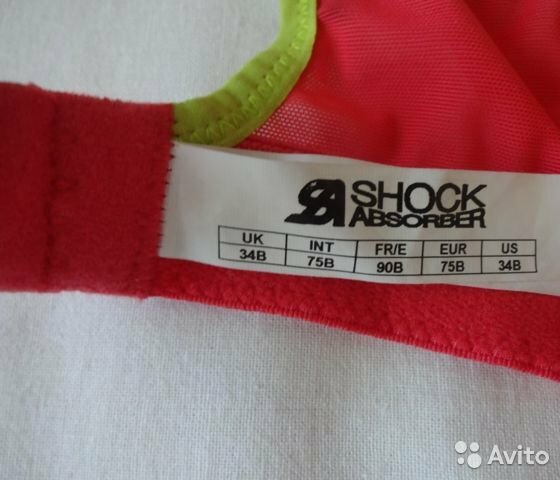 SA SHOCK
ABSORBER
UK INT FR/E EUR US
34B 75B 90B 75B 34B
Avito